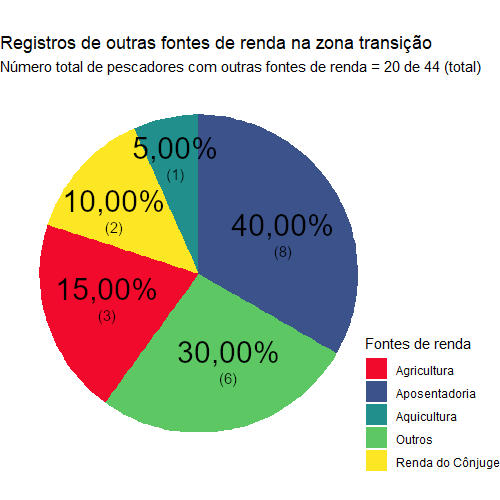 Registros de outras fontes de renda na zona transição
Número total de pescadores com outras fontes de renda = 20 de 44 (total)
5,00%
(1)
10,00%
(2)
40,00%
(8)
15,00%
(3)
30,00%
(6)
Fontes de renda
Agricultura
Aposentadoria
Aquicultura
Outros
Renda do Cônjuge